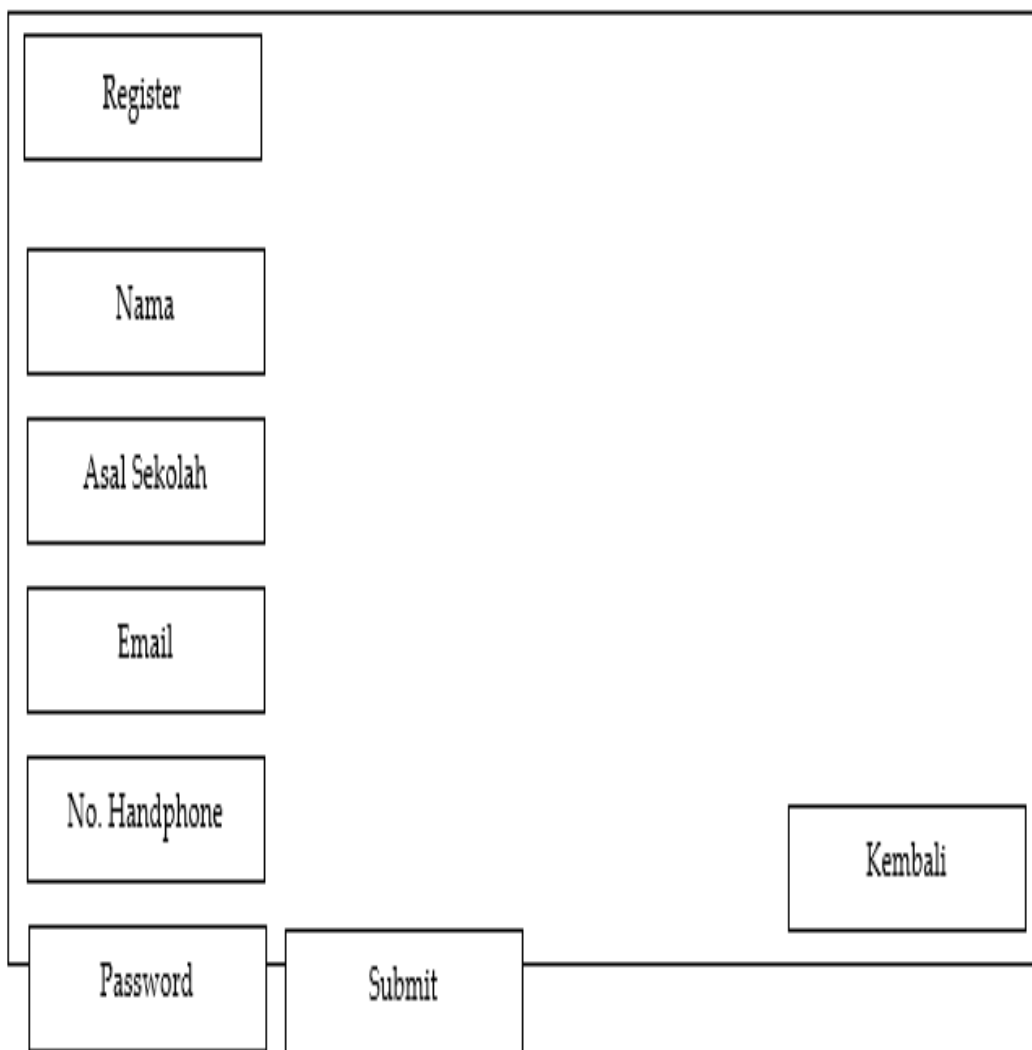 Register
Nama
Asal Sekolah
Email
No. Handphone
Kembali
Password
Submit